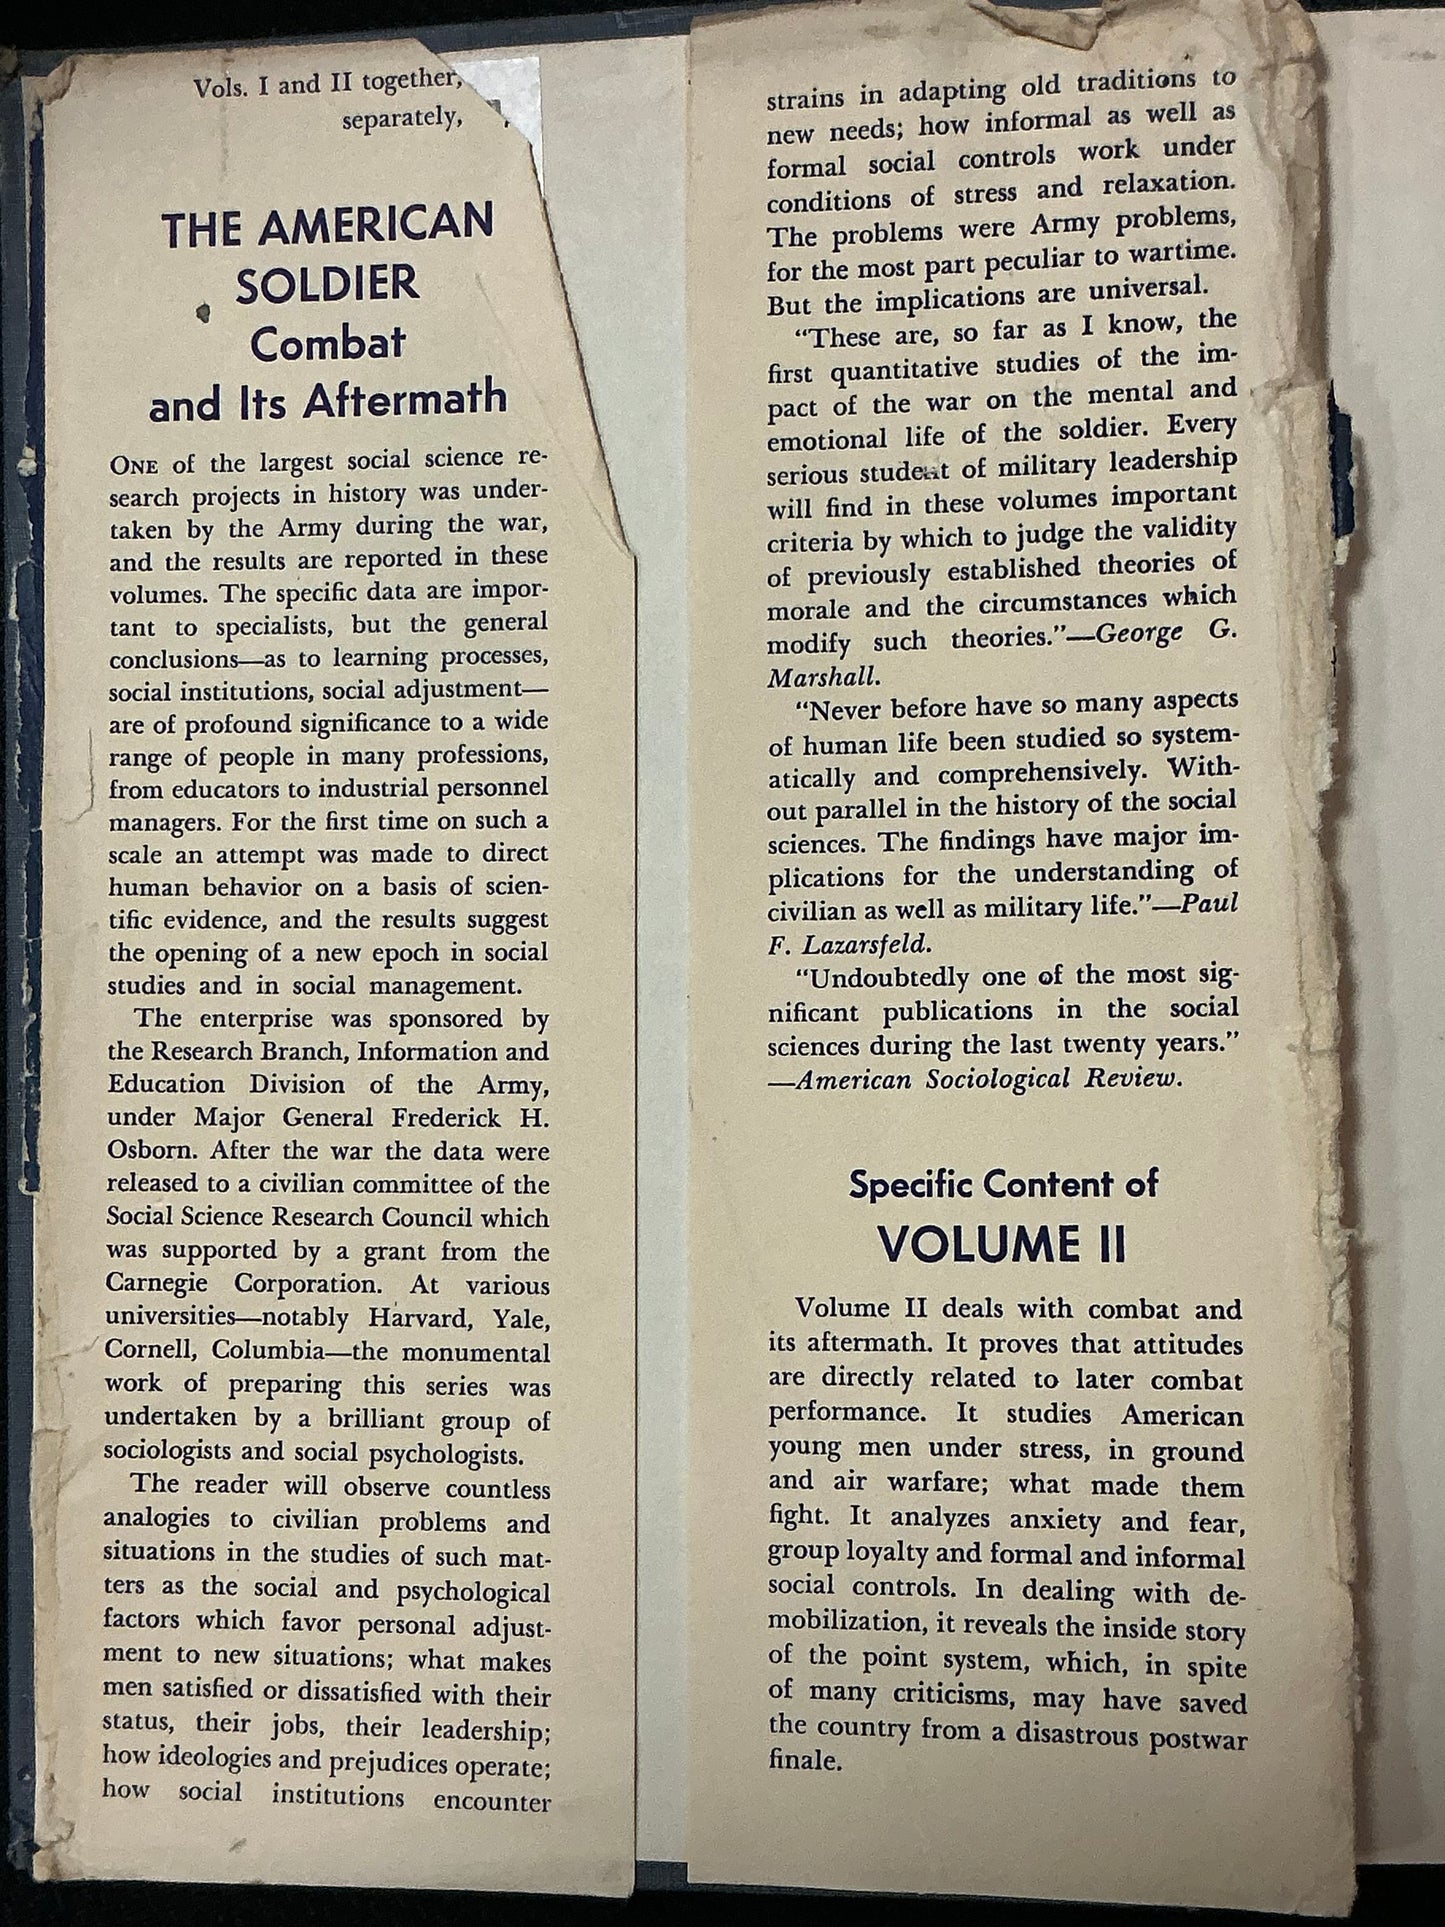 Vols. I and II together,
separately,
THE AMERICAN
SOLDIER
Combat
and Its Aftermath
ONE of the largest social science re-
search projects in history was under-
taken by the Army during the war,
and the results are reported in these
volumes. The specific data are impor-
tant to specialists, but the general
conclusions—as to learning processes,
social institutions, social adjustment—
are of profound significance to a wide
range of people in many professions,
from educators to industrial personnel
managers. For the first time on such a
scale an attempt was made to direct
human behavior on a basis of scien-
tific evidence, and the results suggest
the opening of a new epoch in social
studies and in social management.
The enterprise was sponsored by
the Research Branch, Information and
Education Division of the Army,
under Major General Frederick H.
Osborn. After the war the data were
released to a civilian committee of the
Social Science Research Council which
was supported by a grant from the
Carnegie Corporation. At various
universities—notably Harvard, Yale,
Cornell, Columbia—the monumental
work of preparing this series was
undertaken by a brilliant group of
sociologists and social psychologists.
The reader will observe countless
analogies to civilian problems and
situations in the studies of such mat-
ters as the social and psychological
factors which favor personal adjust-
ment to new situations; what makes
men satisfied or dissatisfied with their
status, their jobs, their leadership;
how ideologies and prejudices operate;
how social institutions encounter
strains in adapting old traditions to
new needs; how informal as well as
formal social controls work under
conditions of stress and relaxation.
The problems were Army problems,
for the most part peculiar to wartime.
But the implications are universal.
“These are, so far as I know, the
first quantitative studies of the im-
pact of the war on the mental and
emotional life of the soldier. Every
serious student of military leadership
will find in these volumes important
criteria by which to judge the validity
of previously established theories of
morale and the circumstances which
modify such theories.”—George G.
Marshall.
“Never before have so many aspects
of human life been studied so system-
atically and comprehensively. With-
out parallel in the history of the social
sciences. The findings have major im-
plications for the understanding of
civilian as well as military life.”—Paul
F. Lazarsfeld.
“Undoubtedly one of the most sig-
nificant publications in the social
sciences during the last twenty years.”
—American Sociological Review.
Specific Content of
VOLUME II
Volume II deals with combat and
its aftermath. It proves that attitudes
are directly related to later combat
performance. It studies American
young men under stress, in ground
and air warfare; what made them
fight. It analyzes anxiety and fear,
group loyalty and formal and informal
social controls. In dealing with de-
mobilization, it reveals the inside story
of the point system, which, in spite
of many criticisms, may have saved
the country from a disastrous postwar
finale.